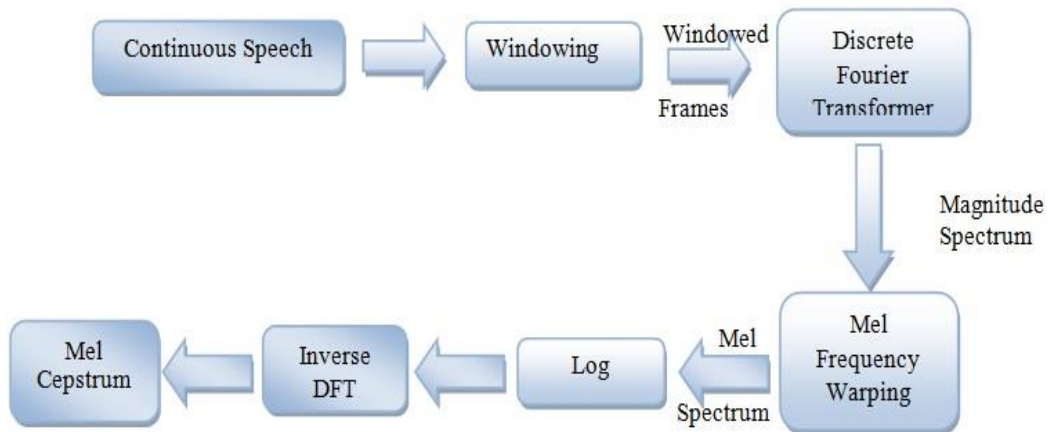 Continuous Speech
Windowing
Windowed
Frames
Discrete
Fourier
Transformer
Magnitude
Spectrum
Mel
Frequency
Warping
Mel
Spectrum
Log
Inverse
DFT
Mel
Cepstrum